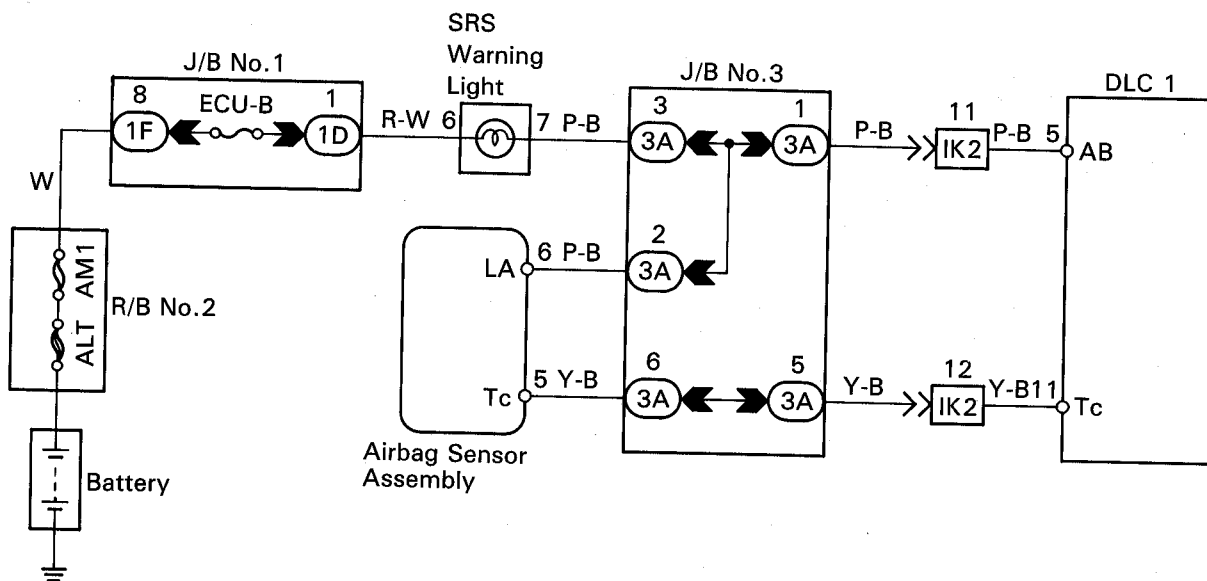 SRS
Warning
Light
J/B No.1
J/B No.3
DLC 1
8
ECU-B
1
1F
1D
R-W
6
7
P-B
3
3A
1
3A
P-B
11
IK2
P-B
5
AB
W
AM1
ALT
R/B No.2
LA
6
P-B
2
3A
Tc
5
Y-B
6
3A
5
3A
Y-B
12
IK2
Y-B
11
Tc
Airbag Sensor
Assembly
Battery